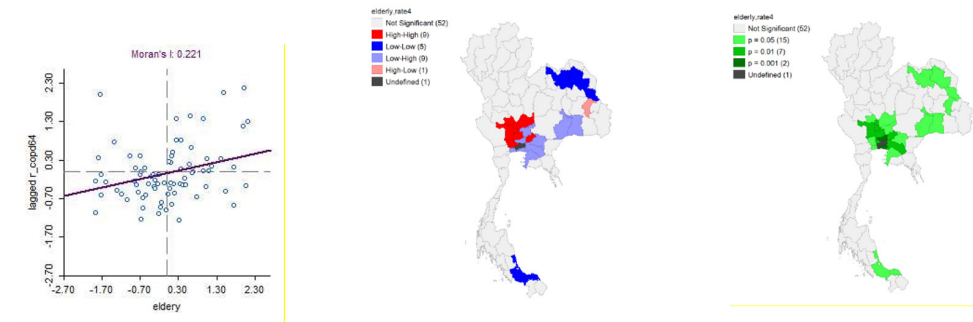 Moran's I: 0.221
lagged r_copd64
2.30
1.30
0.30
-0.70
-1.70
-2.70
-2.70 -1.70 -0.70 0.30 1.30 2.30
eldery
elderly_rate4
Not Significant (52)
High-High (9)
Low-Low (5)
Low-High (9)
High-Low (1)
Undefined (1)
elderly_rate4
Not Significant (52)
p = 0.05 (15)
p = 0.01 (7)
p = 0.001 (2)
Undefined (1)